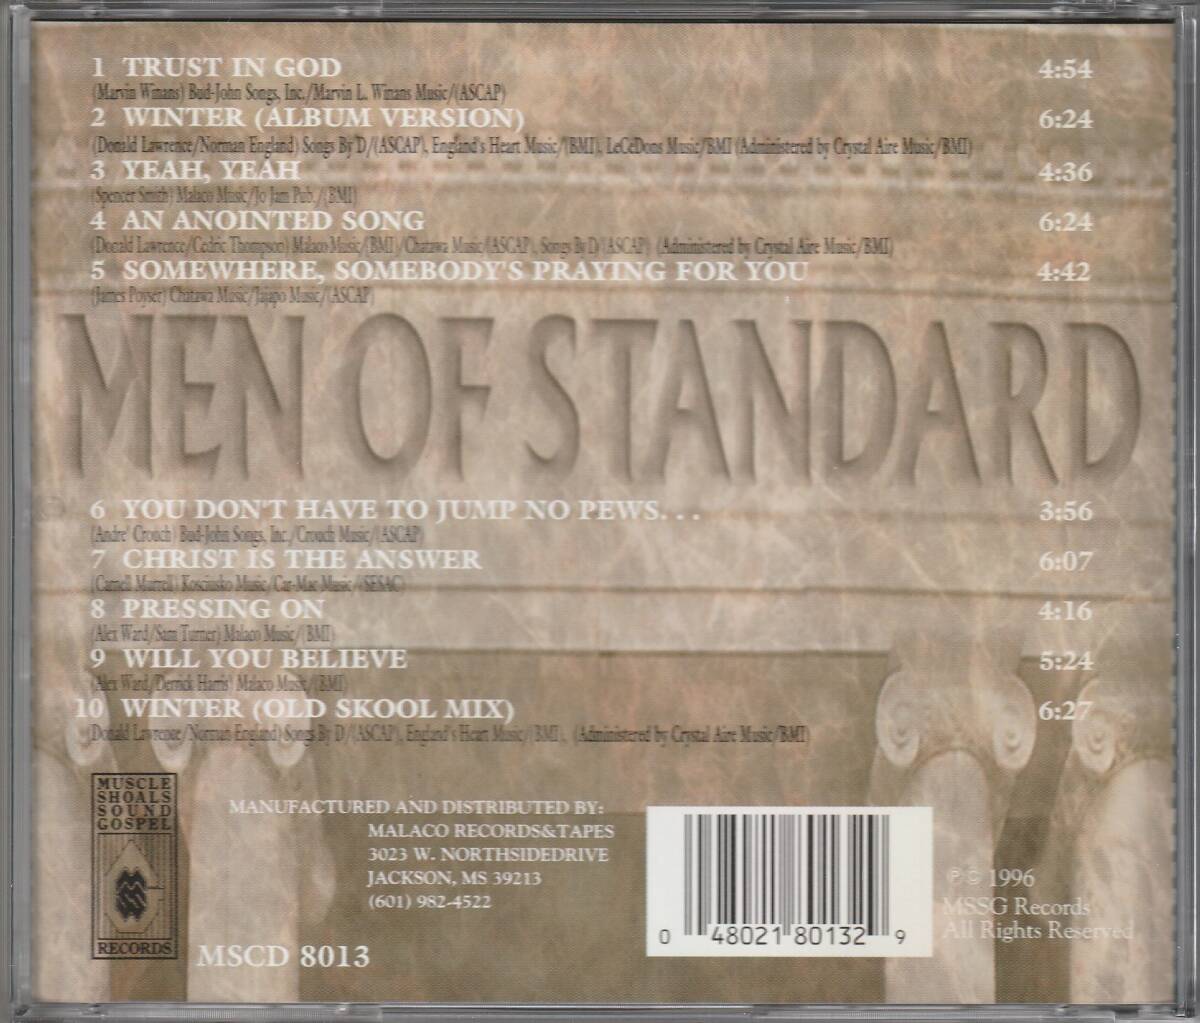 1 TRUST IN GOD 4:54
(Marvin Winans) Bud-John Songs, Inc./Marvin L. Winans Music/(ASCAP)
2 WINTER (ALBUM VERSION) 6:24
(Donald Lawrence/Norman England) Songs By D/(ASCAP), England's Heart Music/(BMI), LeCeDons Music/BMI (Administered by Crystal Aire Music/BMI)
3 YEAH, YEAH 4:36
(Spencer Smith) Malaco Music/Jo Jam Pub./(BMI)
4 AN ANOINTED SONG 6:24
(Donald Lawrence/Cedric Thompson) Malaco Music/(BMI)/Chatawa Music/(ASCAP), Songs By D/(ASCAP) (Administered by Crystal Aire Music/BMI)
5 SOMEWHERE, SOMEBODY'S PRAYING FOR YOU 4:42
(James Poyser) Chatawa Music/Jajapo Music/(ASCAP)
MEN OF STANDARD
6 YOU DON'T HAVE TO JUMP NO PEWS. . . 3:56
(Andre' Crouch) Bud-John Songs, Inc./Crouch Music/(ASCAP)
7 CHRIST IS THE ANSWER 6:07
(Carnell Murrell) Kosciusko Music/Car-Mac Music/(SESAC)
8 PRESSING ON 4:16
(Alex Ward/Sam Turner) Malaco Music/(BMI)
9 WILL YOU BELIEVE 5:24
(Alex Ward/Derrick Harris) Malaco Music/(BMI)
10 WINTER (OLD SKOOL MIX) 6:27
(Donald Lawrence/Norman England) Songs By D/(ASCAP), England's Heart Music/(BMI), (Administered by Crystal Aire Music/BMI)
MUSCLE
SHOALS
SOUND
GOSPEL
RECORDS
MSCD 8013
MANUFACTURED AND DISTRIBUTED BY:
MALACO RECORDS&TAPES
3023 W. NORTHSIDEDRIVE
JACKSON, MS 39213
(601) 982-4522
0 48021 80132 9
℗ © 1996
MSSG Records
All Rights Reserved